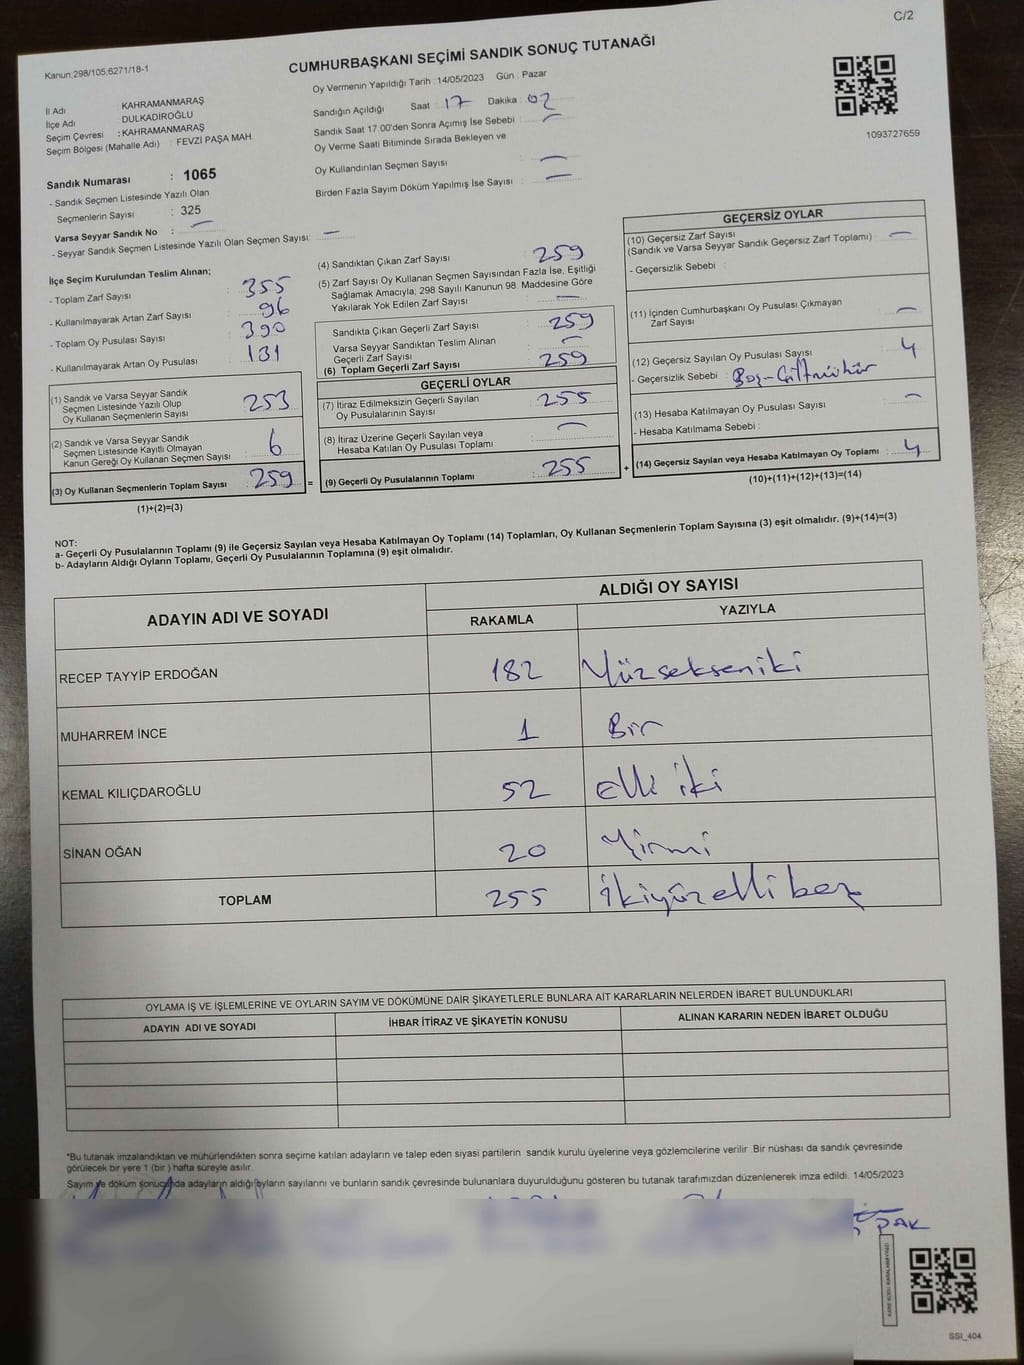 C/2
Kanun:298/105;6271/18-1
CUMHURBAŞKANI SEÇİMİ SANDIK SONUÇ TUTANAĞI
Oy Vermenin Yapıldığı Tarih : 14/05/2023 Gün : Pazar
İl Adı : KAHRAMANMARAŞ
İlçe Adı : DULKADİROĞLU
Seçim Çevresi : KAHRAMANMARAŞ
Seçim Bölgesi (Mahalle Adı) : FEVZİ PAŞA MAH.
Sandığın Açıldığı Saat : 17 Dakika : 02
Sandık Saat 17:00'den Sonra Açımış İse Sebebi : —
Oy Verme Saati Bitiminde Sırada Bekleyen ve
Oy Kullandırılan Seçmen Sayısı : —
Birden Fazla Sayım Döküm Yapılmış İse Sayısı : —
1093727659
Sandık Numarası : 1065
- Sandık Seçmen Listesinde Yazılı Olan
Seçmenlerin Sayısı : 325
Varsa Seyyar Sandık No : —
- Seyyar Sandık Seçmen Listesinde Yazılı Olan Seçmen Sayısı: —
İlçe Seçim Kurulundan Teslim Alınan;
- Toplam Zarf Sayısı : 355
- Kullanılmayarak Artan Zarf Sayısı : 96
- Toplam Oy Pusulası Sayısı : 390
- Kullanılmayarak Artan Oy Pusulası : 131
(1) Sandık ve Varsa Seyyar Sandık
Seçmen Listesinde Yazılı Olup
Oy Kullanan Seçmenlerin Sayısı : 253
(2) Sandık ve Varsa Seyyar Sandık
Seçmen Listesinde Kayıtlı Olmayan
Kanun Gereği Oy Kullanan Seçmen Sayısı : 6
(3) Oy Kullanan Seçmenlerin Toplam Sayısı : 259
(1)+(2)=(3)
(4) Sandıktan Çıkan Zarf Sayısı : 259
(5) Zarf Sayısı Oy Kullanan Seçmen Sayısından Fazla İse, Eşitliği
Sağlamak Amacıyla; 298 Sayılı Kanunun 98. Maddesine Göre
Yakılarak Yok Edilen Zarf Sayısı : —
Sandıkta Çıkan Geçerli Zarf Sayısı : 259
Varsa Seyyar Sandıktan Teslim Alınan
Geçerli Zarf Sayısı : —
(6) Toplam Geçerli Zarf Sayısı : 259
GEÇERLİ OYLAR
(7) İtiraz Edilmeksizin Geçerli Sayılan
Oy Pusulalarının Sayısı : 255
(8) İtiraz Üzerine Geçerli Sayılan veya
Hesaba Katılan Oy Pusulası Toplamı : —
= (9) Geçerli Oy Pusulalarının Toplamı : 255 +
GEÇERSİZ OYLAR
(10) Geçersiz Zarf Sayısı
(Sandık ve Varsa Seyyar Sandık Geçersiz Zarf Toplamı) : —
- Geçersizlik Sebebi :
(11) İçinden Cumhurbaşkanı Oy Pusulası Çıkmayan
Zarf Sayısı : —
(12) Geçersiz Sayılan Oy Pusulası Sayısı : 4
- Geçersizlik Sebebi : Boş-Çiftmühür
(13) Hesaba Katılmayan Oy Pusulası Sayısı : —
- Hesaba Katılmama Sebebi :
(14) Geçersiz Sayılan veya Hesaba Katılmayan Oy Toplamı : 4
(10)+(11)+(12)+(13)=(14)
NOT:
a- Geçerli Oy Pusulalarının Toplamı (9) ile Geçersiz Sayılan veya Hesaba Katılmayan Oy Toplamı (14) Toplamları, Oy Kullanan Seçmenlerin Toplam Sayısına (3) eşit olmalıdır. (9)+(14)=(3)
b- Adayların Aldığı Oyların Toplamı, Geçerli Oy Pusulalarının Toplamına (9) eşit olmalıdır.
ADAYIN ADI VE SOYADI
ALDIĞI OY SAYISI
RAKAMLA YAZIYLA
RECEP TAYYİP ERDOĞAN 182 Yüzsekseniki
MUHARREM İNCE 1 Bir
KEMAL KILIÇDAROĞLU 52 Elli iki
SİNAN OĞAN 20 Yirmi
TOPLAM 255 İkiyüzellibeş
OYLAMA İŞ VE İŞLEMLERİNE VE OYLARIN SAYIM VE DÖKÜMÜNE DAİR ŞİKAYETLERLE BUNLARA AİT KARARLARIN NELERDEN İBARET BULUNDUKLARI
ADAYIN ADI VE SOYADI İHBAR İTİRAZ VE ŞİKAYETİN KONUSU ALINAN KARARIN NEDEN İBARET OLDUĞU
*Bu tutanak imzalandıktan ve mühürlendikten sonra seçime katılan adayların ve talep eden siyasi partilerin sandık kurulu üyelerine veya gözlemcilerine verilir. Bir nüshası da sandık çevresinde
görülecek bir yere 1 (bir) hafta süreyle asılır.
Sayım ve döküm sonucunda adayların aldığı oyların sayılarını ve bunların sandık çevresinde bulunanlara duyurulduğunu gösteren bu tutanak tarafımızdan düzenlenerek imza edildi. 14/05/2023
SSI_404